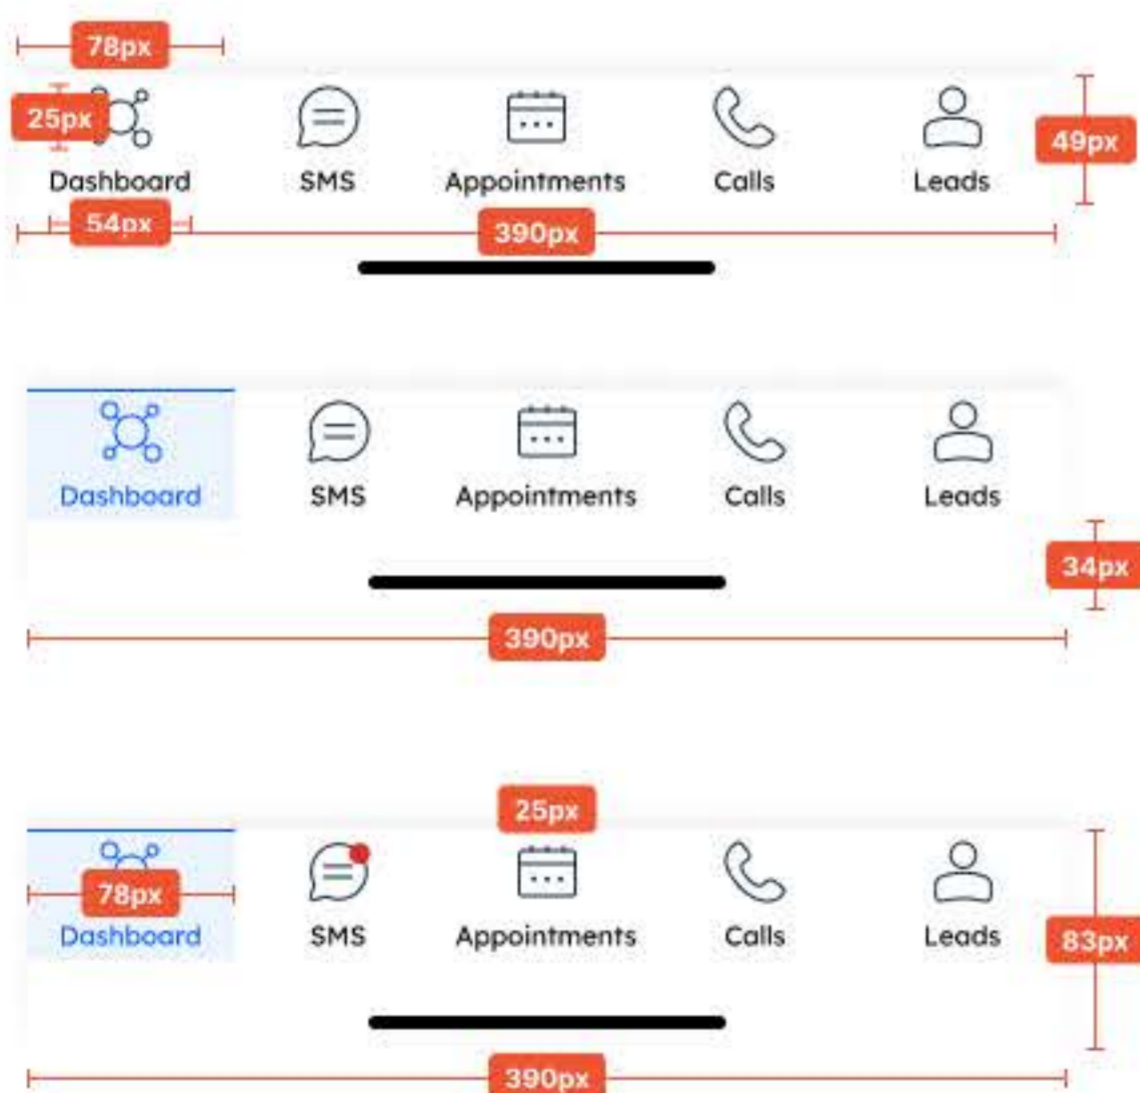 78px
25px
49px
Dashboard SMS Appointments Calls Leads
54px
390px
Dashboard SMS Appointments Calls Leads
34px
390px
25px
78px
Dashboard SMS Appointments Calls Leads
83px
390px